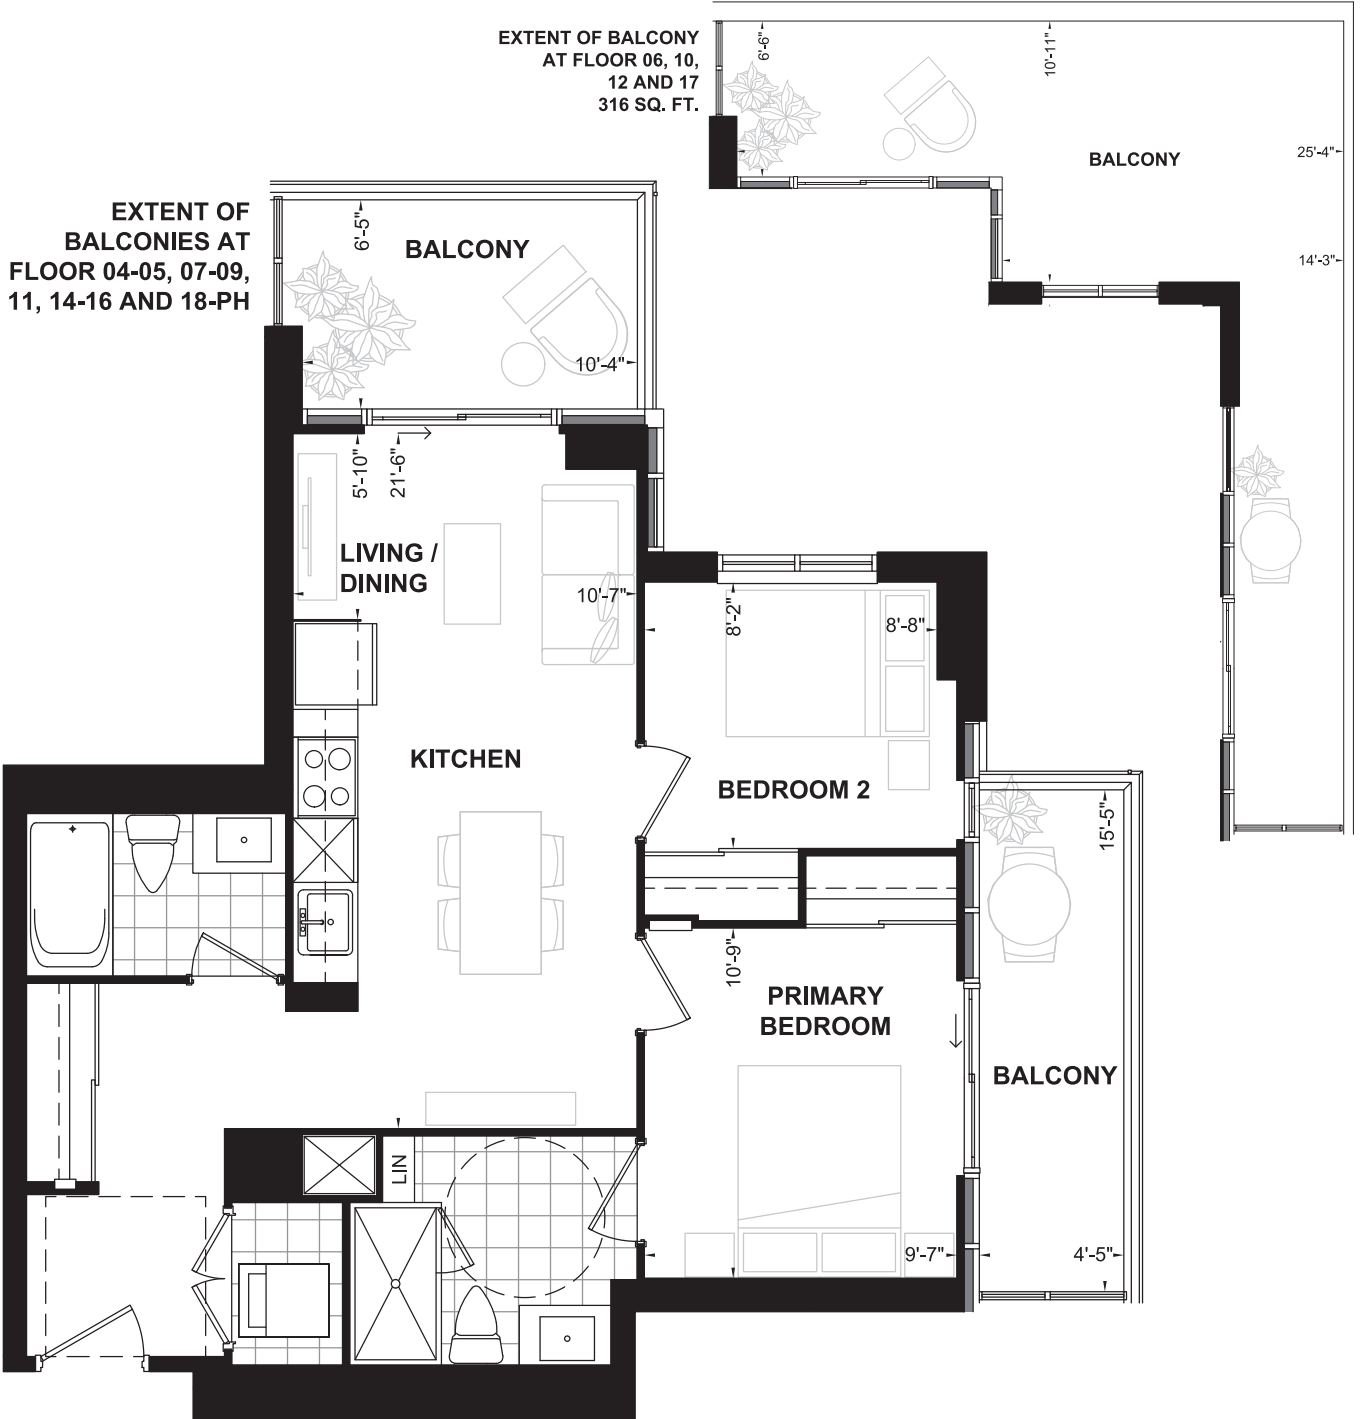 EXTENT OF BALCONY
AT FLOOR 06, 10,
12 AND 17
316 SQ. FT.
6'-6"
10'-11"
BALCONY
25'-4"
14'-3"
EXTENT OF
BALCONIES AT
FLOOR 04-05, 07-09,
11, 14-16 AND 18-PH
6'-5"
BALCONY
10'-4"
5'-10"
21'-6"
LIVING /
DINING
10'-7"
8'-2"
8'-8"
KITCHEN
BEDROOM 2
15'-5"
10'-9"
PRIMARY
BEDROOM
BALCONY
LIN
9'-7"
4'-5"